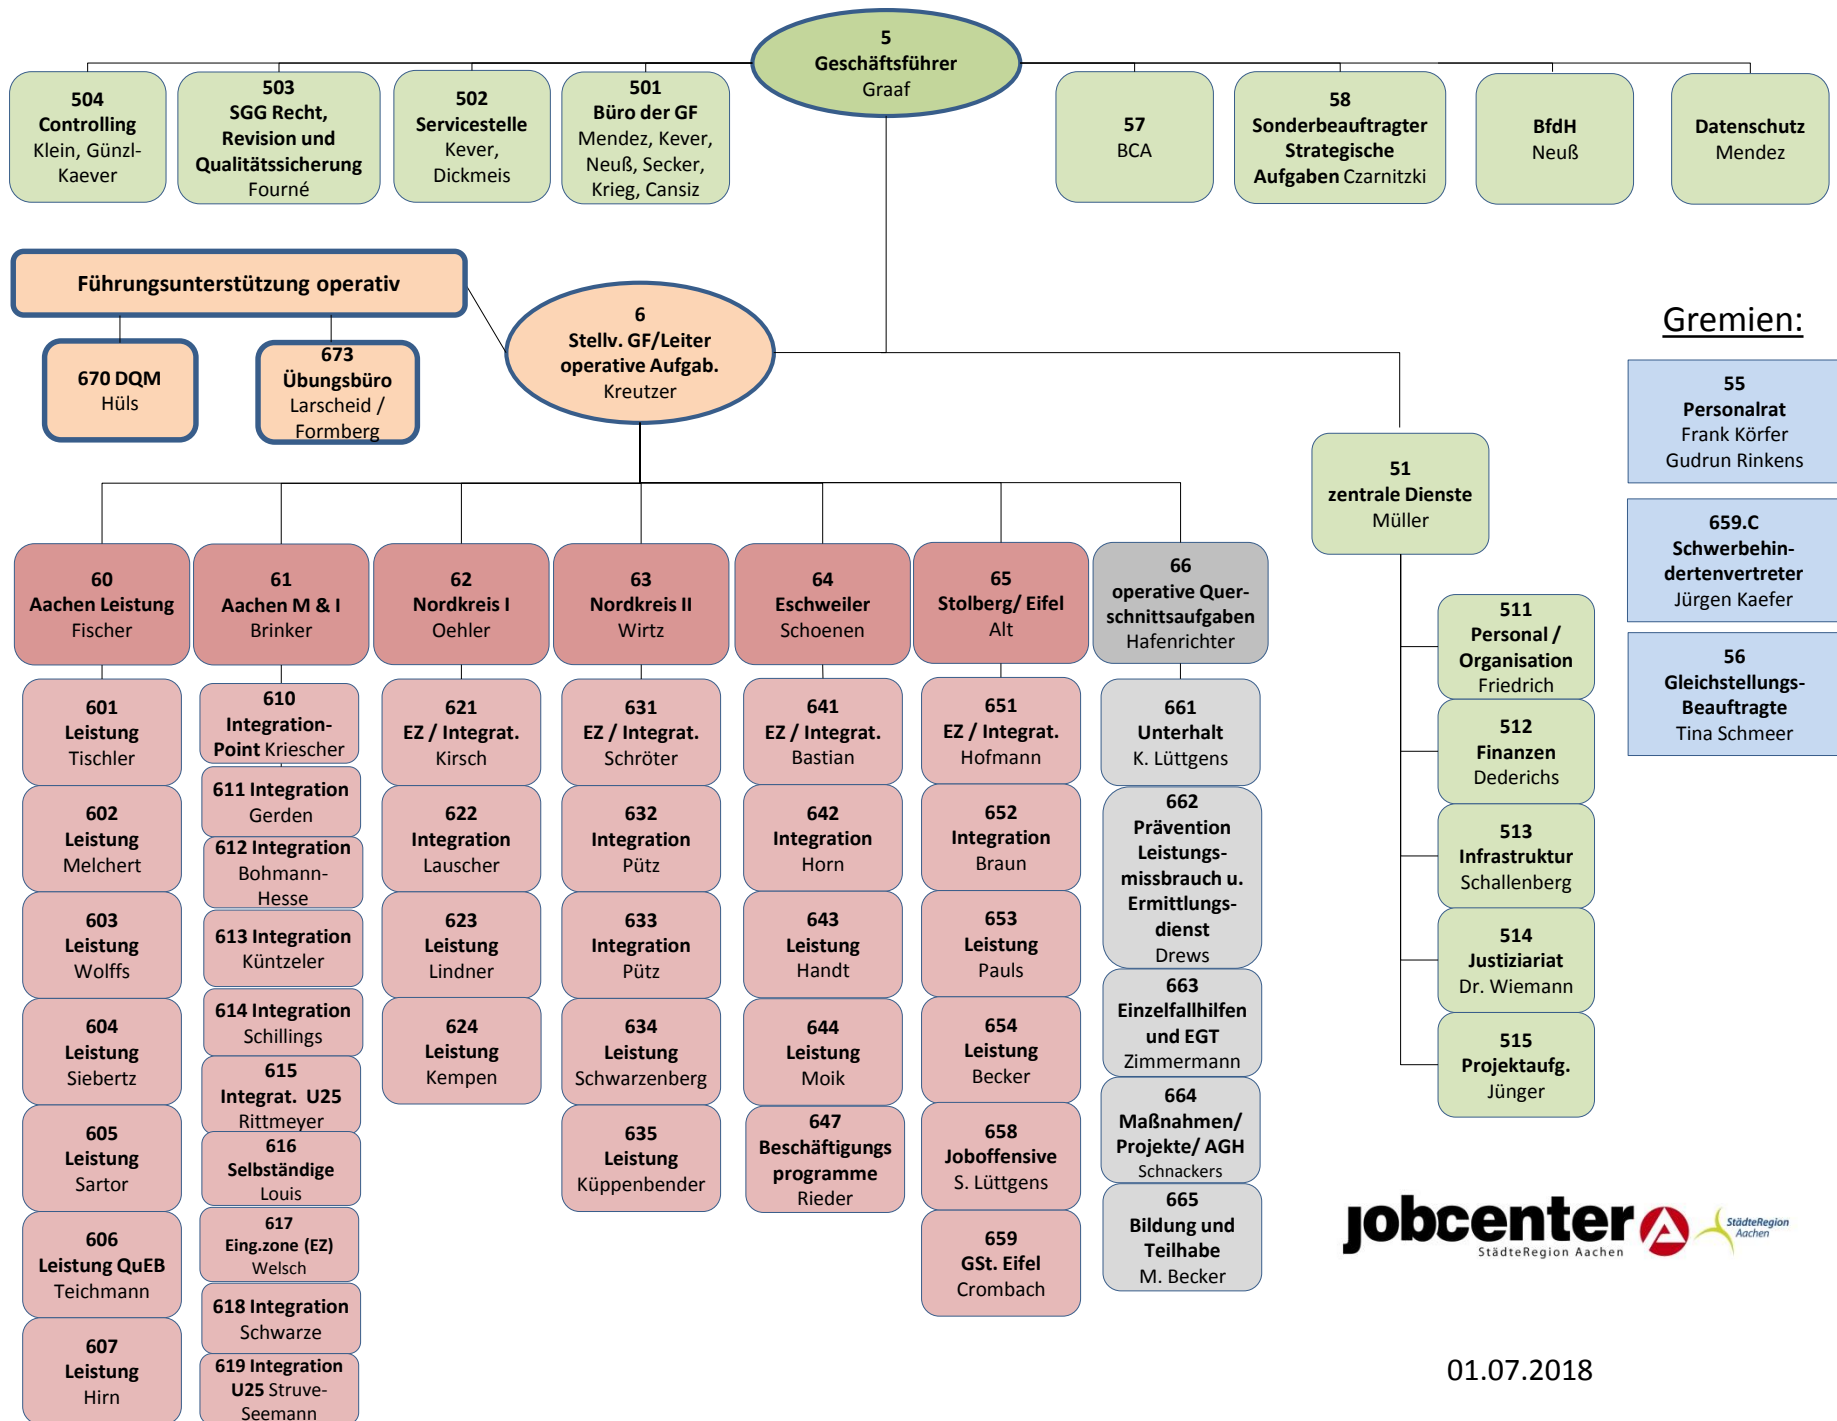 5
Geschäftsführer
Graaf
504
Controlling
Klein, Günzl-
Kaever
503
SGG Recht,
Revision und
Qualitätssicherung
Fourné
502
Servicestelle
Kever,
Dickmeis
501
Büro der GF
Mendez, Kever,
Neuß, Secker,
Krieg, Cansiz
57
BCA
58
Sonderbeauftragter
Strategische
Aufgaben Czarnitzki
BfdH
Neuß
Datenschutz
Mendez
Führungsunterstützung operativ
670 DQM
Hüls
673
Übungsbüro
Larscheid /
Formberg
6
Stellv. GF/Leiter
operative Aufgab.
Kreutzer
Gremien:
55
Personalrat
Frank Körfer
Gudrun Rinkens
659.C
Schwerbehin-
dertenvertreter
Jürgen Kaefer
56
Gleichstellungs-
Beauftragte
Tina Schmeer
51
zentrale Dienste
Müller
511
Personal /
Organisation
Friedrich
512
Finanzen
Dederichs
513
Infrastruktur
Schallenberg
514
Justiziariat
Dr. Wiemann
515
Projektaufg.
Jünger
60
Aachen Leistung
Fischer
601
Leistung
Tischler
602
Leistung
Melchert
603
Leistung
Wolffs
604
Leistung
Siebertz
605
Leistung
Sartor
606
Leistung QuEB
Teichmann
607
Leistung
Hirn
61
Aachen M & I
Brinker
610
Integration-
Point Kriescher
611 Integration
Gerden
612 Integration
Bohmann-
Hesse
613 Integration
Küntzeler
614 Integration
Schillings
615
Integrat. U25
Rittmeyer
616
Selbständige
Louis
617
Eing.zone (EZ)
Welsch
618 Integration
Schwarze
619 Integration
U25 Struve-
Seemann
62
Nordkreis I
Oehler
621
EZ / Integrat.
Kirsch
622
Integration
Lauscher
623
Leistung
Lindner
624
Leistung
Kempen
63
Nordkreis II
Wirtz
631
EZ / Integrat.
Schröter
632
Integration
Pütz
633
Integration
Pütz
634
Leistung
Schwarzenberg
635
Leistung
Küppenbender
64
Eschweiler
Schoenen
641
EZ / Integrat.
Bastian
642
Integration
Horn
643
Leistung
Handt
644
Leistung
Moik
647
Beschäftigungs
programme
Rieder
65
Stolberg/ Eifel
Alt
651
EZ / Integrat.
Hofmann
652
Integration
Braun
653
Leistung
Pauls
654
Leistung
Becker
658
Joboffensive
S. Lüttgens
659
GSt. Eifel
Crombach
66
operative Quer-
schnittsaufgaben
Hafenrichter
661
Unterhalt
K. Lüttgens
662
Prävention
Leistungs-
missbrauch u.
Ermittlungs-
dienst
Drews
663
Einzelfallhilfen
und EGT
Zimmermann
664
Maßnahmen/
Projekte/ AGH
Schnackers
665
Bildung und
Teilhabe
M. Becker
jobcenter
StädteRegion Aachen
StädteRegion
Aachen
01.07.2018